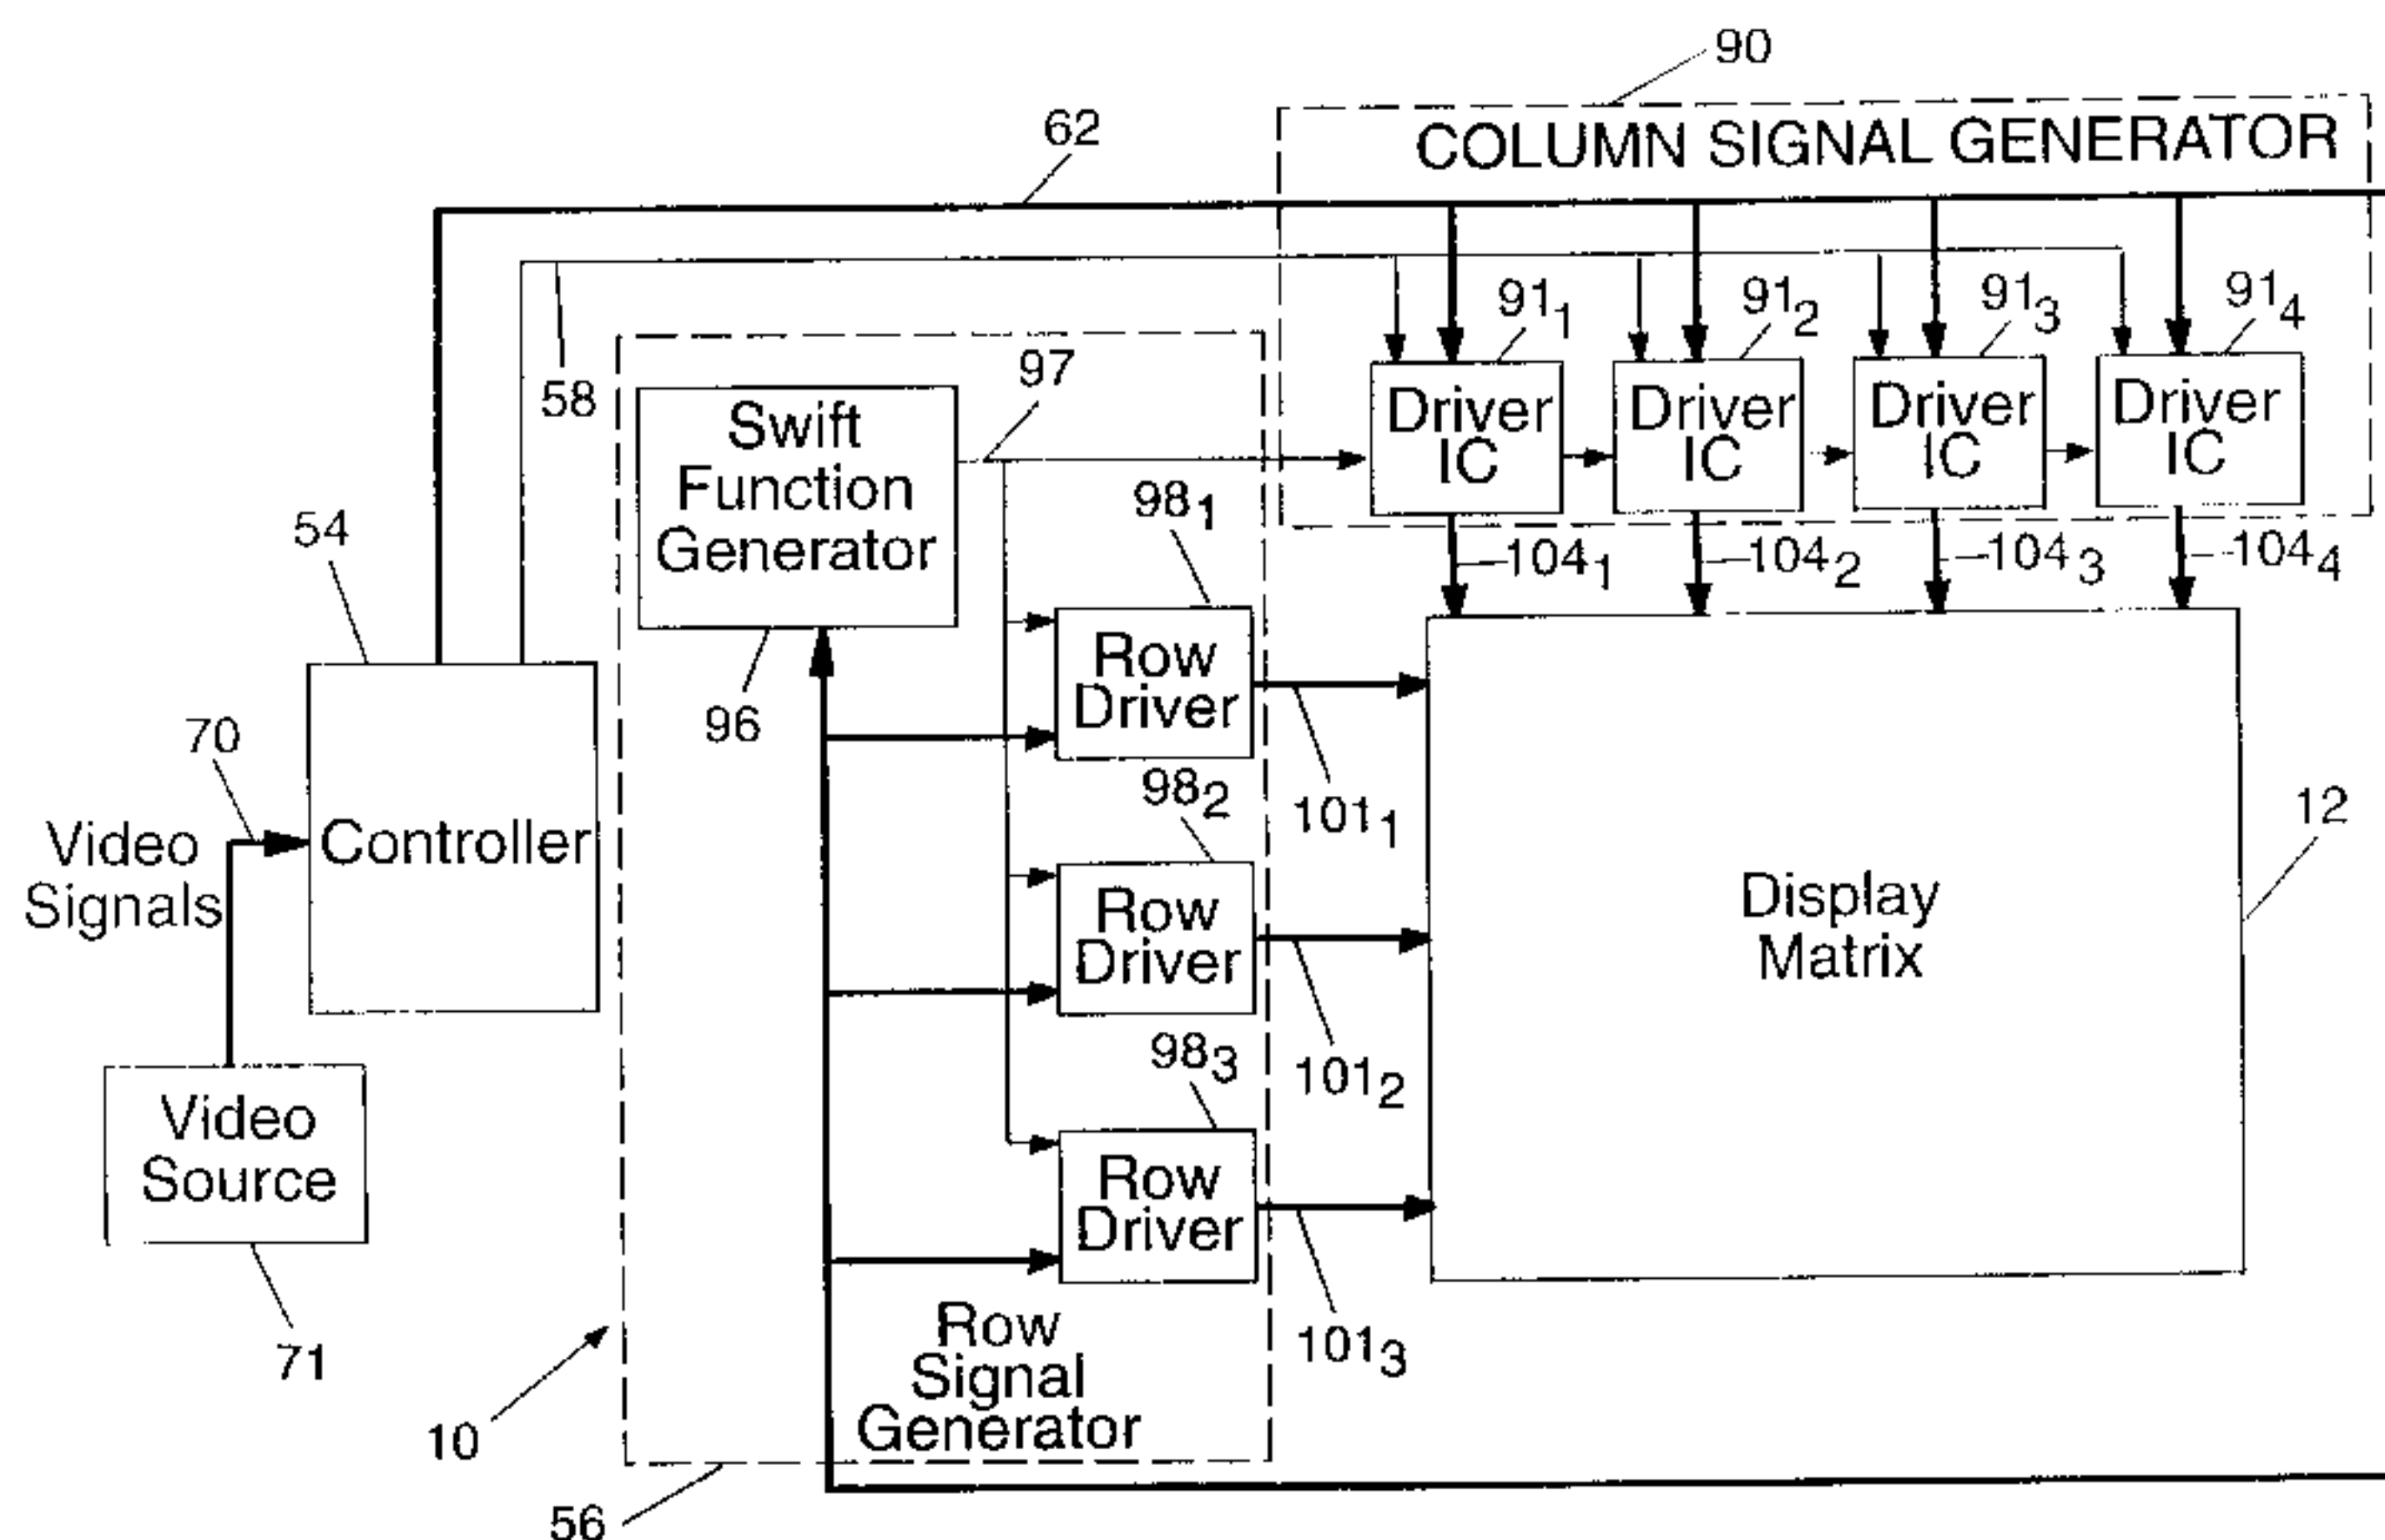 90
62
COLUMN SIGNAL GENERATOR
91₁
91₂
91₃
91₄
58
97
Driver
IC
Driver
IC
Driver
IC
Driver
IC
Swift
Function
Generator
98₁
104₁
104₂
104₃
104₄
54
96
Row
Driver
70
98₂
101₁
12
Video
Signals
Controller
Row
Driver
Display
Matrix
98₃
101₂
Video
Source
Row
Driver
71
101₃
Row
Signal
Generator
10
56